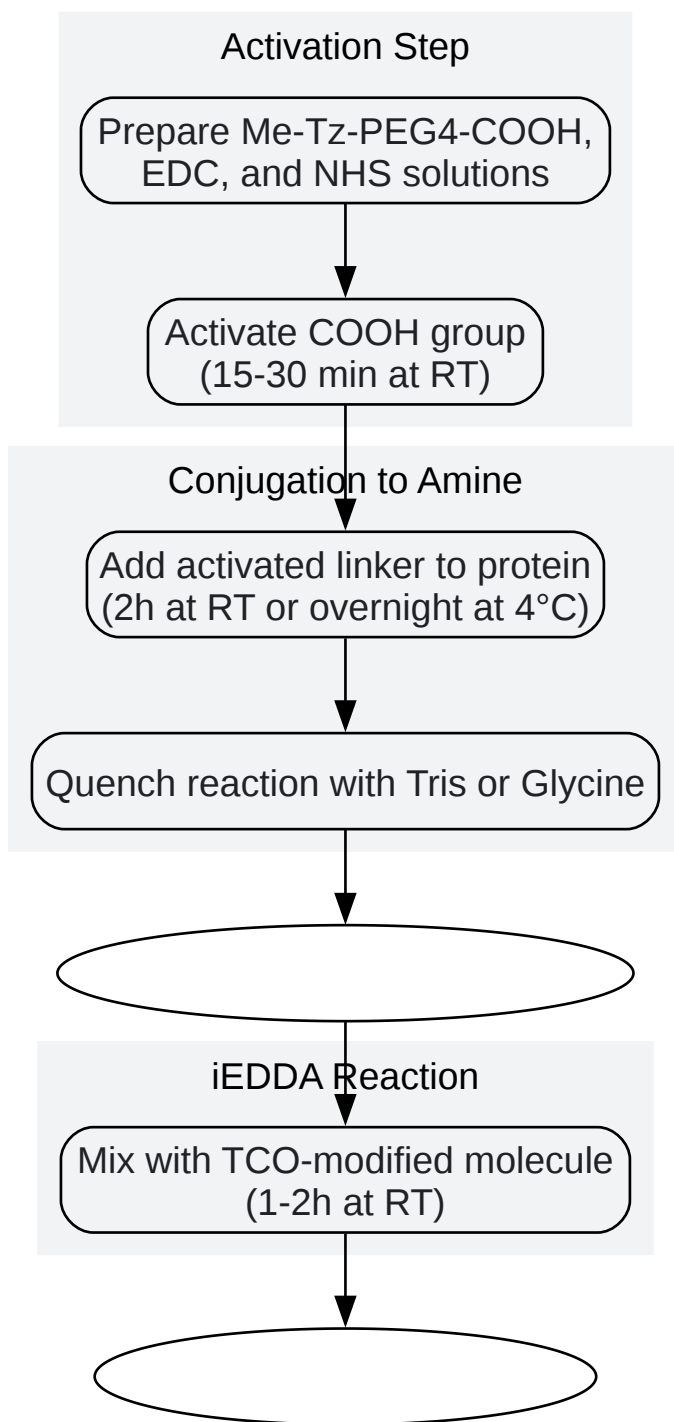 Activation Step
Prepare Me-Tz-PEG4-COOH,
EDC, and NHS solutions
Activate COOH group
(15-30 min at RT)
Conjugation to Amine
Add activated linker to protein
(2h at RT or overnight at 4°C)
Quench reaction with Tris or Glycine
iEDDA Reaction
Mix with TCO-modified molecule
(1-2h at RT)